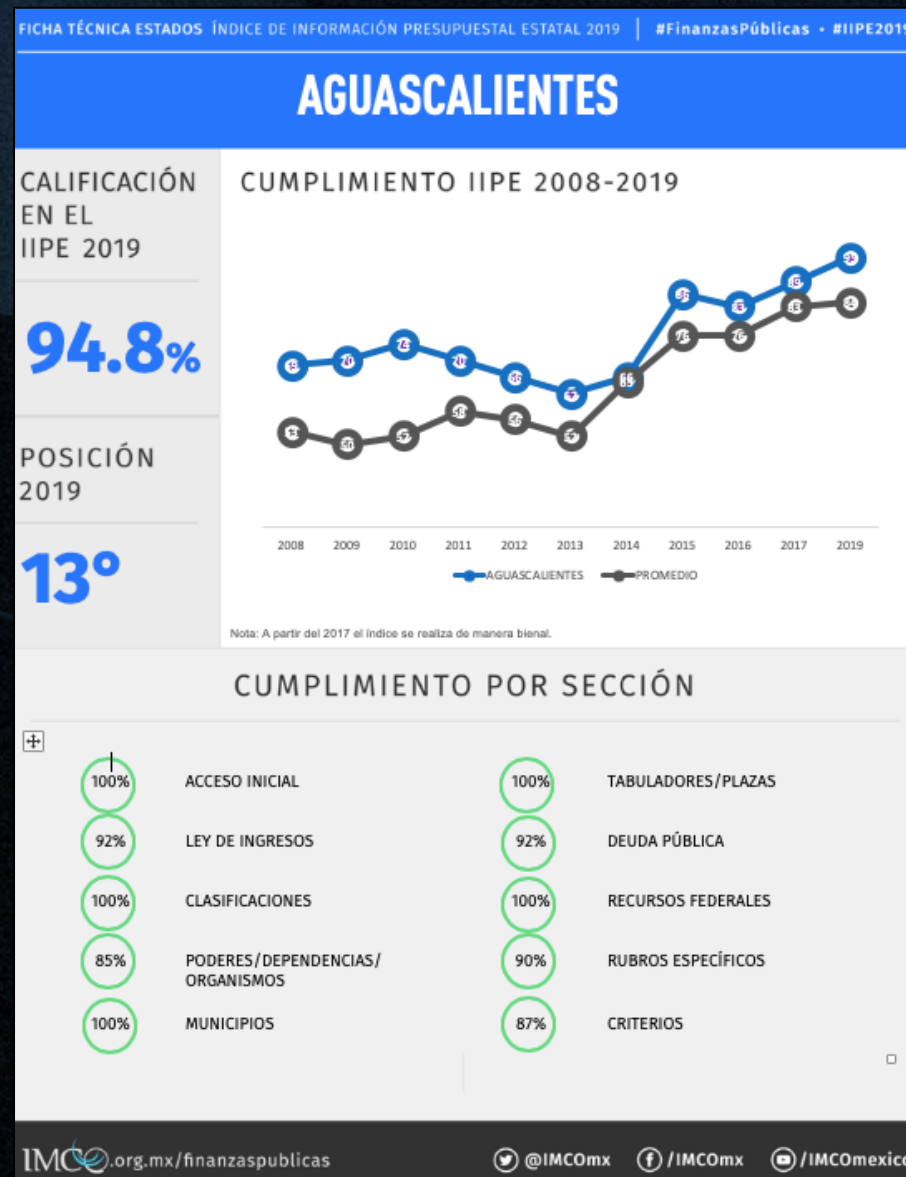 FICHA TÉCNICA ESTADOS ÍNDICE DE INFORMACIÓN PRESUPUESTAL ESTATAL 2019 | #FinanzasPúblicas • #IIPE2019
AGUASCALIENTES
CALIFICACIÓN
EN EL
IIPE 2019
94.8%
POSICIÓN
2019
13°
CUMPLIMIENTO IIPE 2008-2019
2008 2009 2010 2011 2012 2013 2014 2015 2016 2017 2019
AGUASCALIENTES PROMEDIO
Nota: A partir del 2017 el índice se realiza de manera bienal.
CUMPLIMIENTO POR SECCIÓN
100% ACCESO INICIAL
92% LEY DE INGRESOS
100% CLASIFICACIONES
85% PODERES/DEPENDENCIAS/
ORGANISMOS
100% MUNICIPIOS
100% TABULADORES/PLAZAS
92% DEUDA PÚBLICA
100% RECURSOS FEDERALES
90% RUBROS ESPECÍFICOS
87% CRITERIOS
IMCO.org.mx/finanzaspublicas @IMCOmx /IMCOmx /IMCOmexico